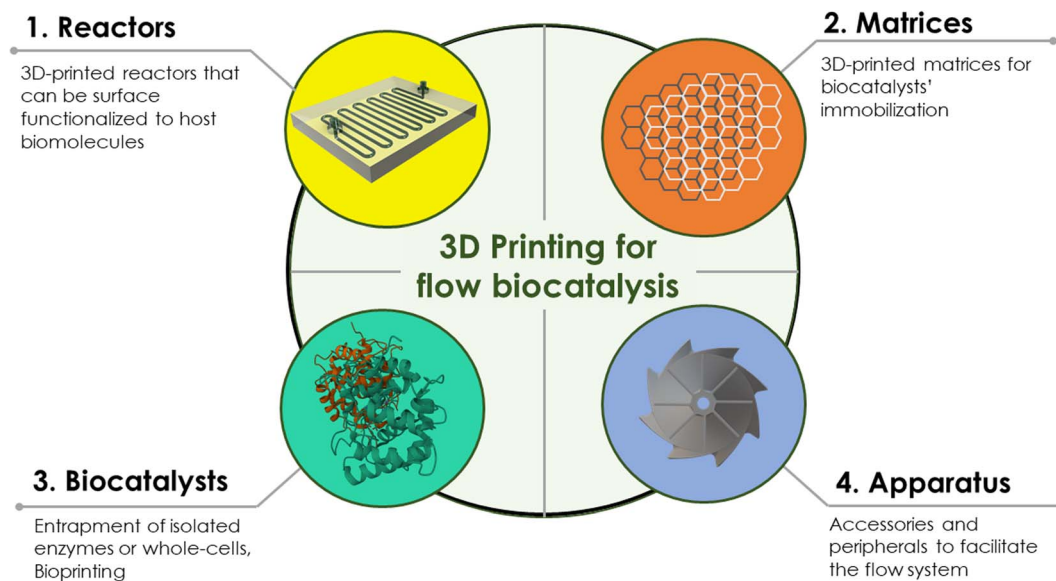 1. Reactors
3D-printed reactors that
can be surface
functionalized to host
biomolecules
2. Matrices
3D-printed matrices for
biocatalysts'
immobilization
3D Printing for
flow biocatalysis
3. Biocatalysts
Entrapment of isolated
enzymes or whole-cells,
Bioprinting
4. Apparatus
Accessories and
peripherals to facilitate
the flow system